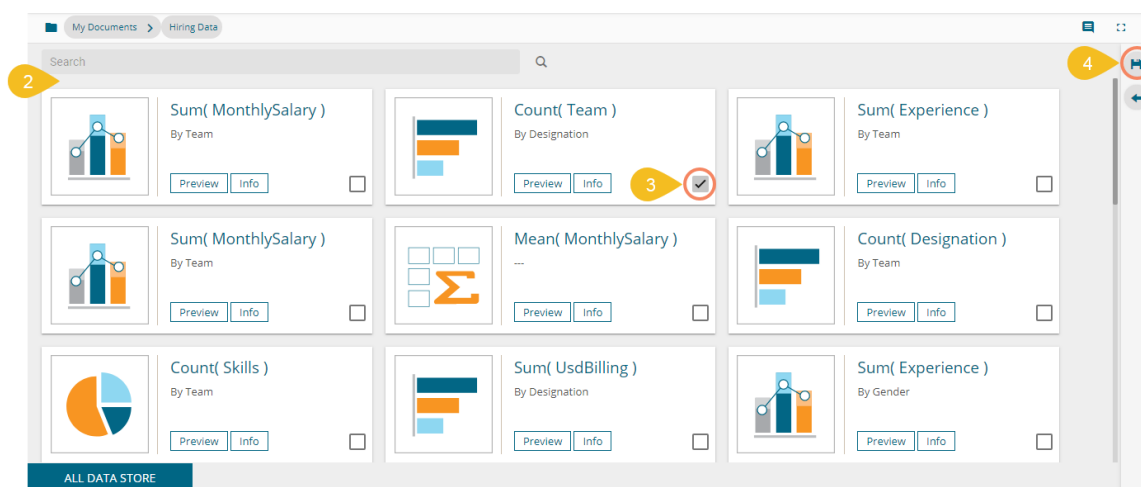 My Documents Hiring Data
Search
2
4
Sum( MonthlySalary )
By Team
Preview Info
Count( Team )
By Designation
Preview Info
3
Sum( Experience )
By Team
Preview Info
Sum( MonthlySalary )
By Team
Preview Info
Mean( MonthlySalary )
---
Preview Info
Count( Designation )
By Team
Preview Info
Count( Skills )
By Team
Preview Info
Sum( UsdBilling )
By Designation
Preview Info
Sum( Experience )
By Gender
Preview Info
ALL DATA STORE